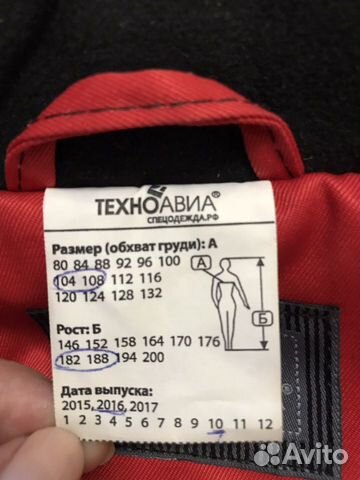 ТЕХНОАВИА®
СПЕЦОДЕЖДА.РФ
Размер (обхват груди): А
80 84 88 92 96 100
104 108 112 116
120 124 128 132
А
Б
Рост: Б
146 152 158 164 170 176
182 188 194 200
Дата выпуска:
2015, 2016, 2017
1 2 3 4 5 6 7 8 9 10 11 12
Avito